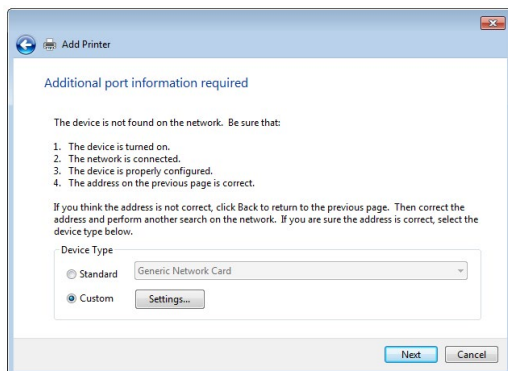 Add Printer
Additional port information required
The device is not found on the network. Be sure that:
1. The device is turned on.
2. The network is connected.
3. The device is properly configured.
4. The address on the previous page is correct.
If you think the address is not correct, click Back to return to the previous page. Then correct the
address and perform another search on the network. If you are sure the address is correct, select the
device type below.
Device Type
Standard Generic Network Card
Custom Settings...
Next Cancel